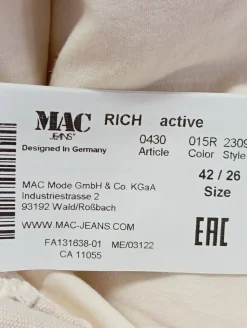 MAC RICH active
JEANS
Designed In Germany
0430 015R 2309
Article Color Style
42 / 26
Size
MAC Mode GmbH & Co. KGaA
Industriestrasse 2
93192 Wald/Roßbach
WWW.MAC-JEANS.COM
EAC
FA131638-01 ME/03122
CA 11055